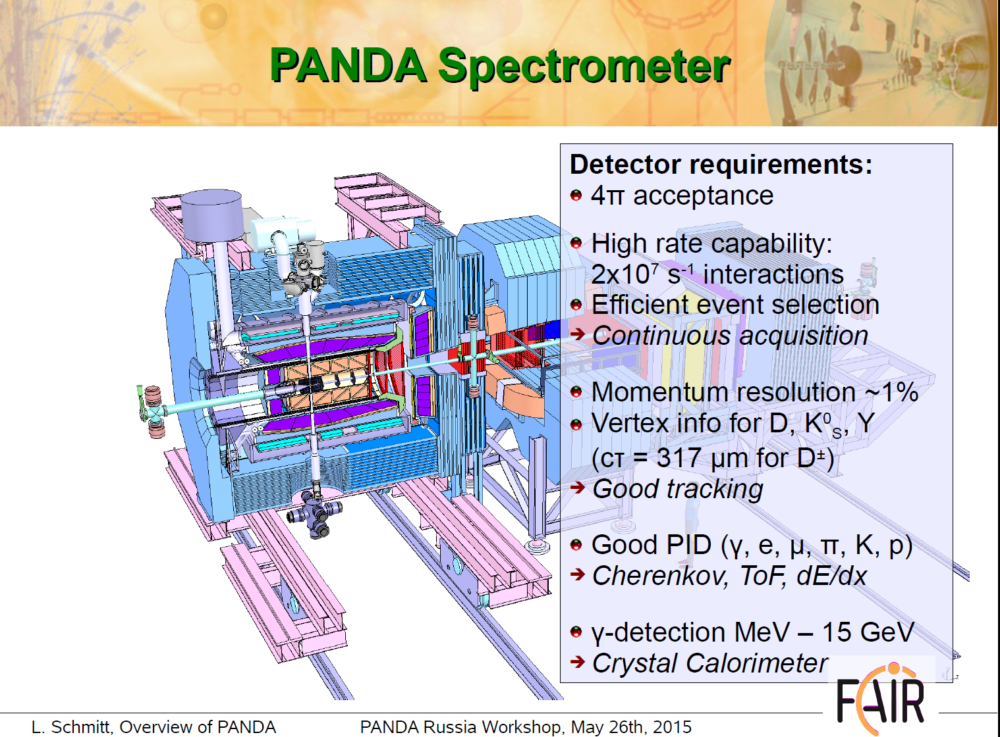 PANDA Spectrometer
Detector requirements:
4π acceptance
High rate capability:
2x10⁷ s⁻¹ interactions
Efficient event selection
➔ Continuous acquisition
Momentum resolution ~1%
Vertex info for D, K⁰ₛ, Y
(cτ = 317 µm for D±)
➔ Good tracking
Good PID (γ, e, µ, π, K, p)
➔ Cherenkov, ToF, dE/dx
γ-detection MeV – 15 GeV
➔ Crystal Calorimeter
FAIR
L. Schmitt, Overview of PANDA
PANDA Russia Workshop, May 26th, 2015